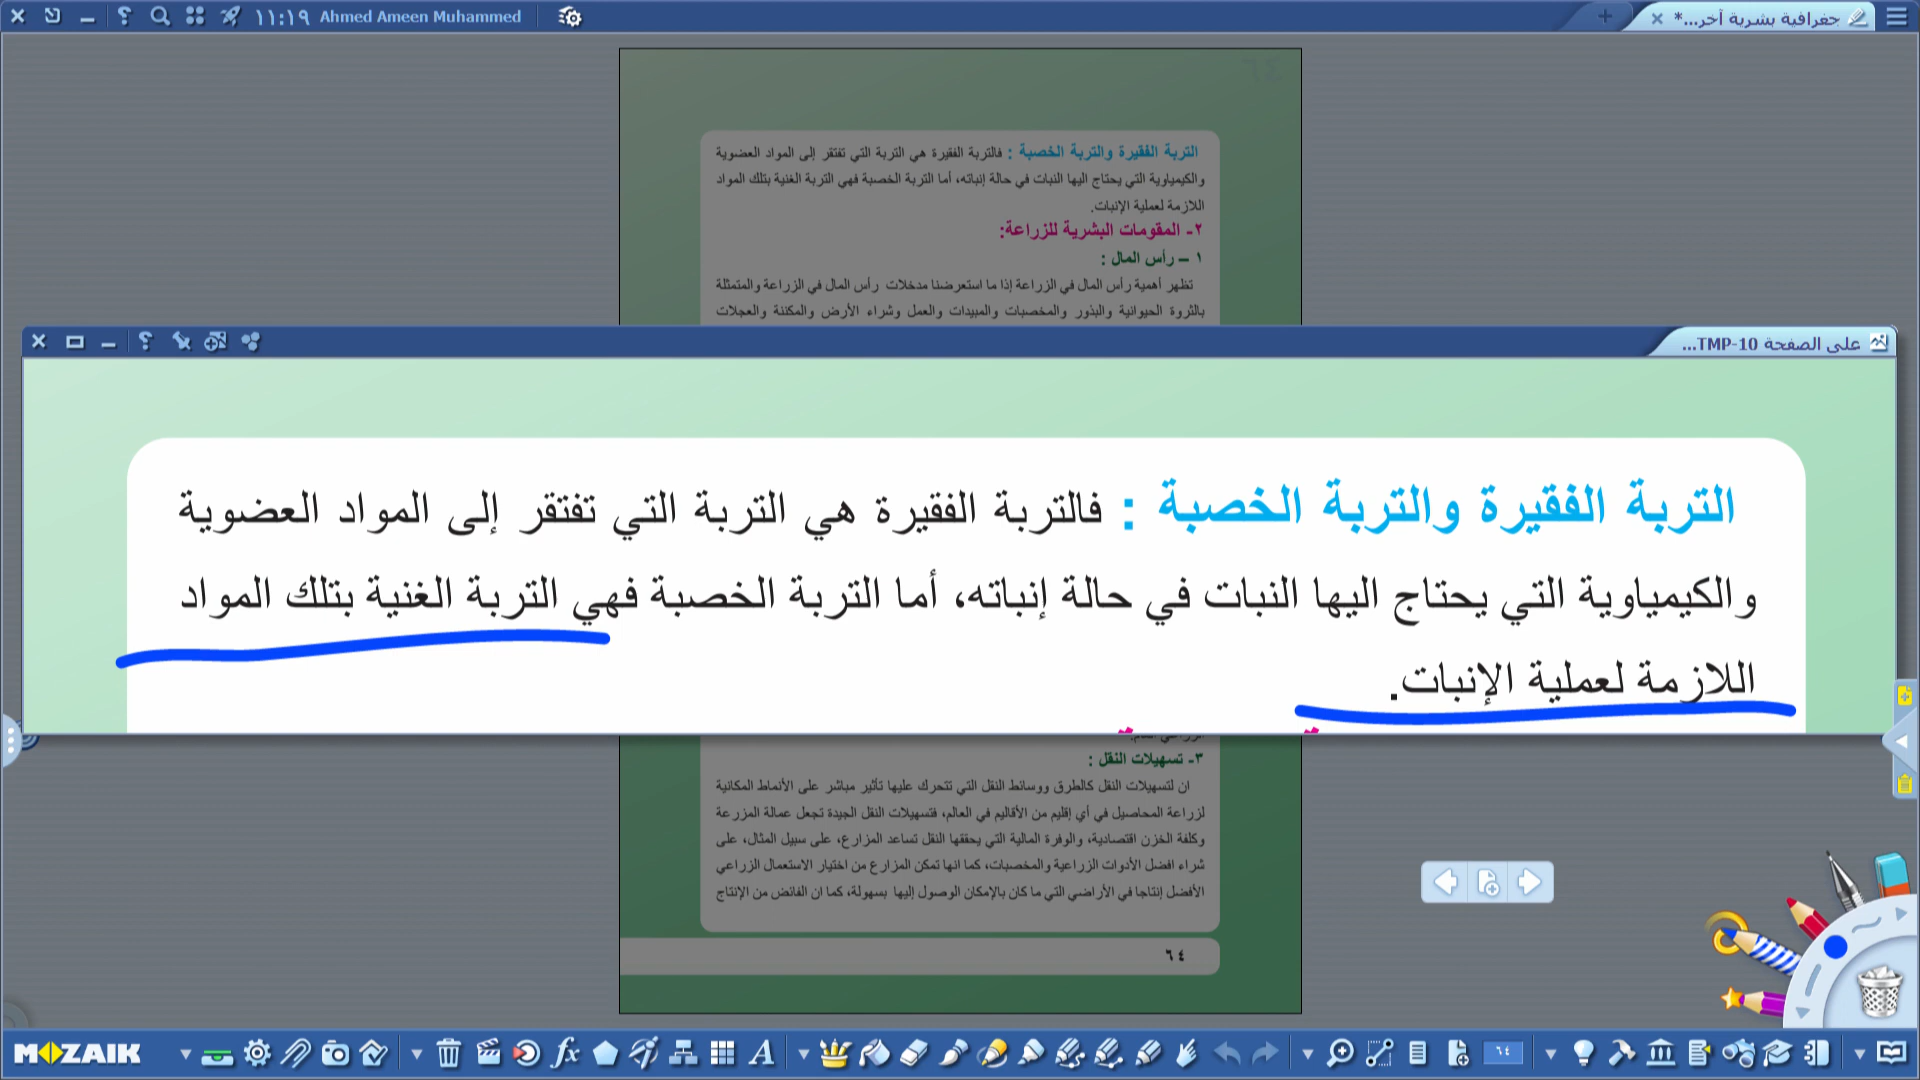 ١١:١٩ Ahmed Ameen Muhammed
جغرافية بشرية آخر...*
٦٤
التربة الفقيرة والتربة الخصبة : فالتربة الفقيرة هي التربة التي تفتقر إلى المواد العضوية
والكيمياوية التي يحتاج اليها النبات في حالة إنباته، أما التربة الخصبة فهي التربة الغنية بتلك المواد
اللازمة لعملية الإنبات.
٢- المقومات البشرية للزراعة:
١ – رأس المال :
تظهر أهمية رأس المال في الزراعة إذا ما استعرضنا مدخلات رأس المال في الزراعة والمتمثلة
بالثروة الحيوانية والبذور والمخصبات والمبيدات والعمل وشراء الأرض والمكننة والعجلات
على الصفحة TMP-10...
التربة الفقيرة والتربة الخصبة : فالتربة الفقيرة هي التربة التي تفتقر إلى المواد العضوية
والكيمياوية التي يحتاج اليها النبات في حالة إنباته، أما التربة الخصبة فهي التربة الغنية بتلك المواد
اللازمة لعملية الإنبات.
٣- تسهيلات النقل :
ان لتسهيلات النقل كالطرق ووسائط النقل التي تتحرك عليها تأثير مباشر على الأنماط المكانية
لزراعة المحاصيل في أي إقليم من الأقاليم في العالم، فتسهيلات النقل الجيدة تجعل عمالة المزرعة
وكلفة الخزن اقتصادية، والوفرة المالية التي يحققها النقل تساعد المزارع، على سبيل المثال، على
شراء افضل الأدوات الزراعية والمخصبات، كما انها تمكن المزارع من اختيار الاستعمال الزراعي
الأفضل إنتاجا في الأراضي التي ما كان بالإمكان الوصول إليها بسهولة، كما ان الفائض من الإنتاج
٦٤
MOZAIK
٦٤